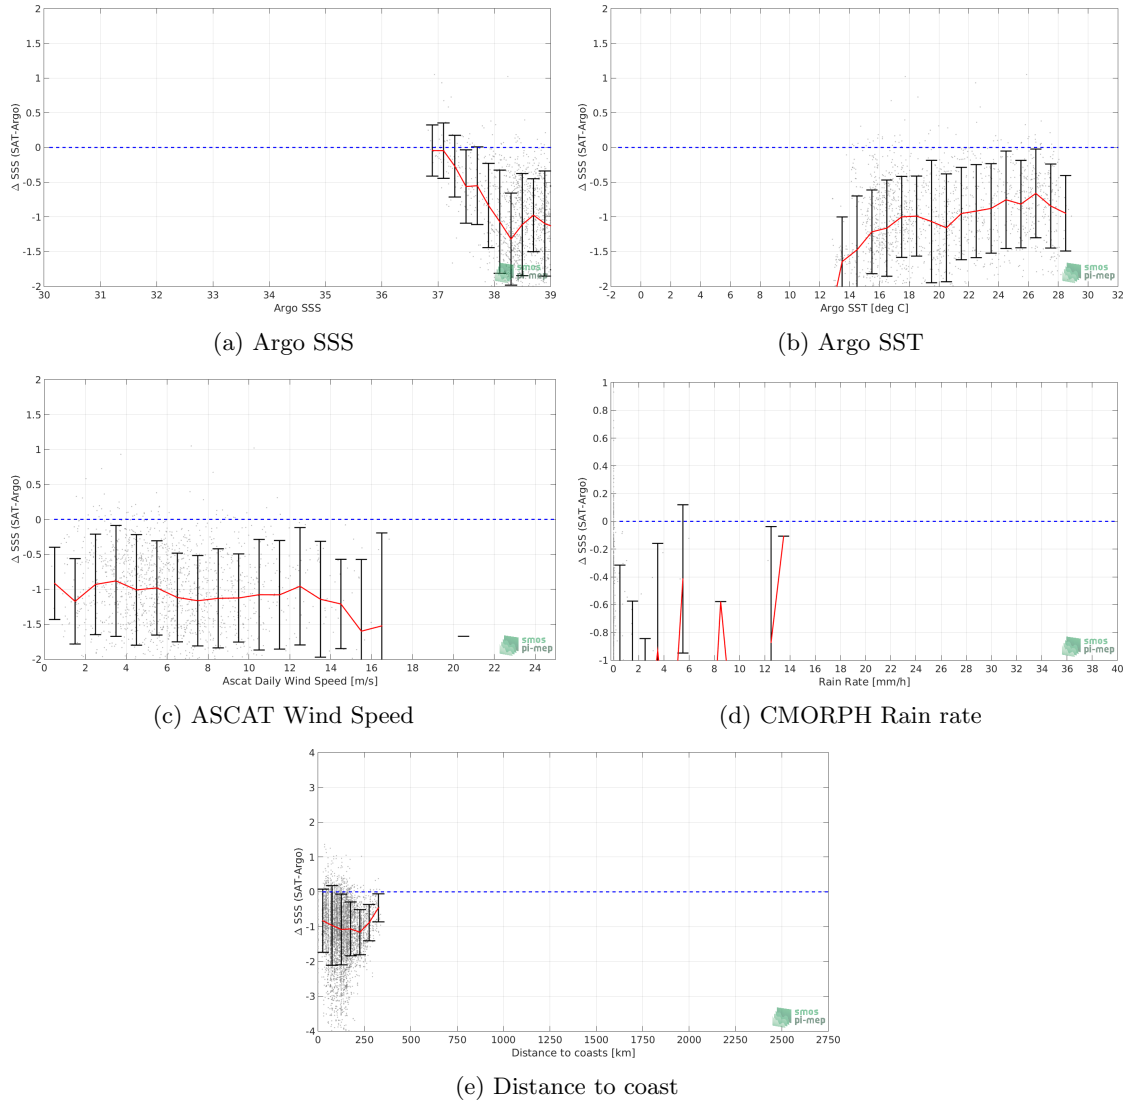 2
1.5
1
0.5
0
-0.5
-1
-1.5
-2
Δ SSS (SAT-Argo)
30 31 32 33 34 35 36 37 38 39
Argo SSS
smos
pi-mep
(a) Argo SSS
2
1.5
1
0.5
0
-0.5
-1
-1.5
-2
Δ SSS (SAT-Argo)
-2 0 2 4 6 8 10 12 14 16 18 20 22 24 26 28 30 32
Argo SST [deg C]
smos
pi-mep
(b) Argo SST
2
1.5
1
0.5
0
-0.5
-1
-1.5
-2
Δ SSS (SAT-Argo)
0 2 4 6 8 10 12 14 16 18 20 22 24
Ascat Daily Wind Speed [m/s]
smos
pi-mep
(c) ASCAT Wind Speed
1
0.8
0.6
0.4
0.2
0
-0.2
-0.4
-0.6
-0.8
-1
Δ SSS (SAT-Argo)
0 2 4 6 8 10 12 14 16 18 20 22 24 26 28 30 32 34 36 38 40
Rain Rate [mm/h]
smos
pi-mep
(d) CMORPH Rain rate
4
3
2
1
0
-1
-2
-3
-4
Δ SSS (SAT-Argo)
0 250 500 750 1000 1250 1500 1750 2000 2250 2500 2750
Distance to coasts [km]
smos
pi-mep
(e) Distance to coast